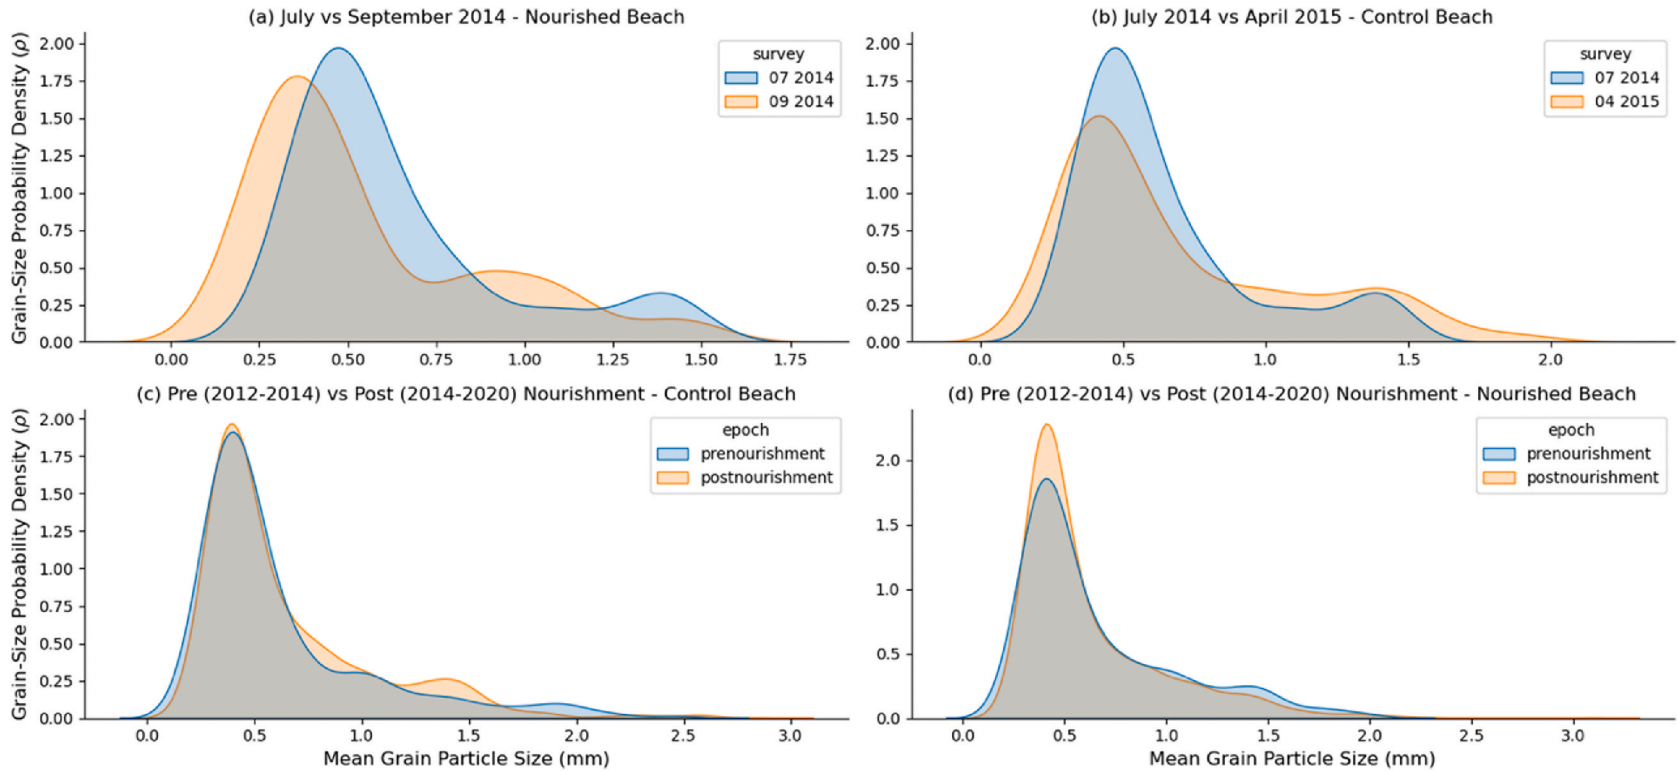 (a) July vs September 2014 - Nourished Beach
Grain-Size Probability Density (ρ)
2.00
1.75
1.50
1.25
1.00
0.75
0.50
0.25
0.00
survey
07 2014
09 2014
0.00 0.25 0.50 0.75 1.00 1.25 1.50 1.75
(b) July 2014 vs April 2015 - Control Beach
2.00
1.75
1.50
1.25
1.00
0.75
0.50
0.25
0.00
survey
07 2014
04 2015
0.0 0.5 1.0 1.5 2.0
(c) Pre (2012-2014) vs Post (2014-2020) Nourishment - Control Beach
Grain-Size Probability Density (ρ)
2.00
1.75
1.50
1.25
1.00
0.75
0.50
0.25
0.00
epoch
prenourishment
postnourishment
0.0 0.5 1.0 1.5 2.0 2.5 3.0
Mean Grain Particle Size (mm)
(d) Pre (2012-2014) vs Post (2014-2020) Nourishment - Nourished Beach
2.0
1.5
1.0
0.5
0.0
epoch
prenourishment
postnourishment
0.0 0.5 1.0 1.5 2.0 2.5 3.0
Mean Grain Particle Size (mm)